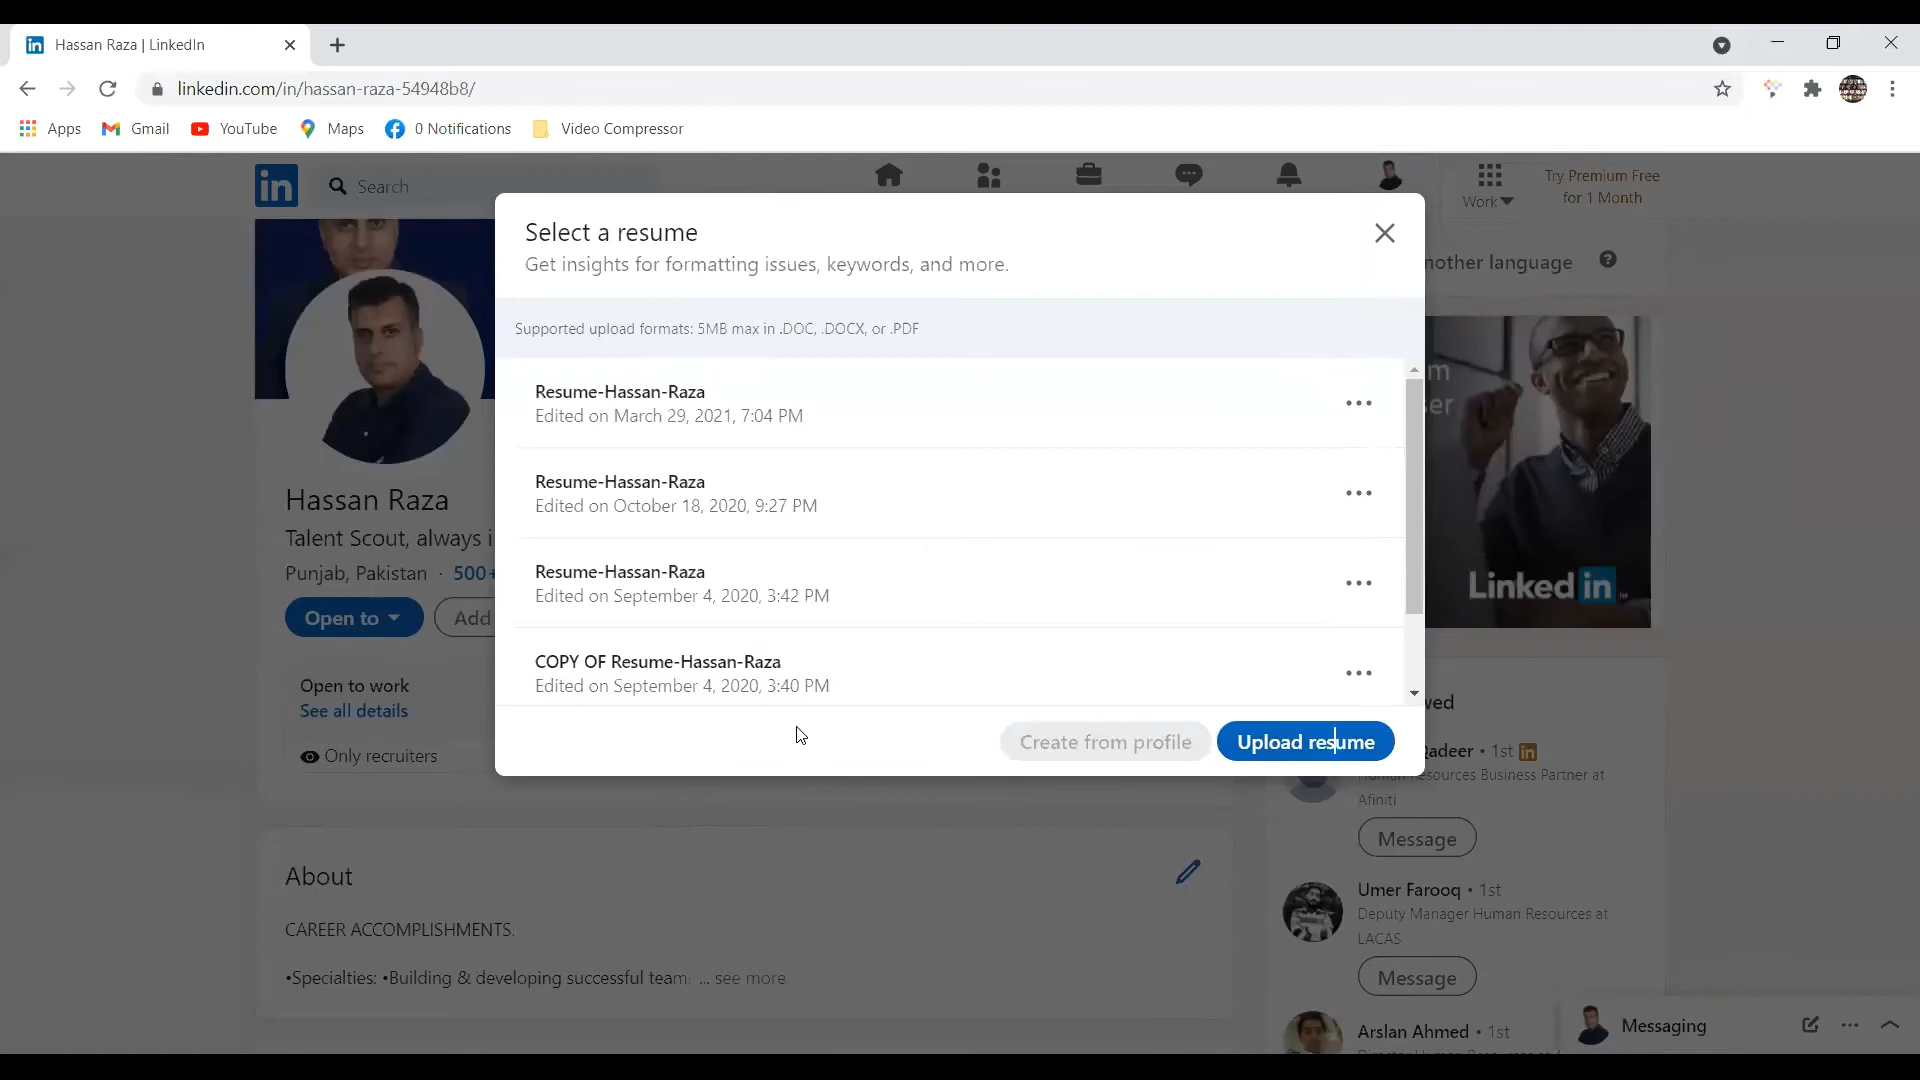 Hassan Raza | LinkedIn
linkedin.com/in/hassan-raza-54948b8/
Apps Gmail YouTube Maps 0 Notifications Video Compressor
in Search Work Try Premium Free
for 1 Month
Select a resume
Get insights for formatting issues, keywords, and more.
Supported upload formats: 5MB max in .DOC, .DOCX, or .PDF
Resume-Hassan-Raza
Edited on March 29, 2021, 7:04 PM
Resume-Hassan-Raza
Edited on October 18, 2020, 9:27 PM
Resume-Hassan-Raza
Edited on September 4, 2020, 3:42 PM
COPY OF Resume-Hassan-Raza
Edited on September 4, 2020, 3:40 PM
Create from profile Upload resume
Hassan Raza
Talent Scout, always i
Punjab, Pakistan · 500+
Open to Add
Open to work
See all details
Only recruiters
About
CAREER ACCOMPLISHMENTS.
•Specialties: •Building & developing successful team: ... see more
nother language
m
ser
Linked in
wed
Qadeer • 1st in
Human Resources Business Partner at
Afiniti
Message
Umer Farooq • 1st
Deputy Manager Human Resources at
LACAS
Message
Arslan Ahmed • 1st
Messaging